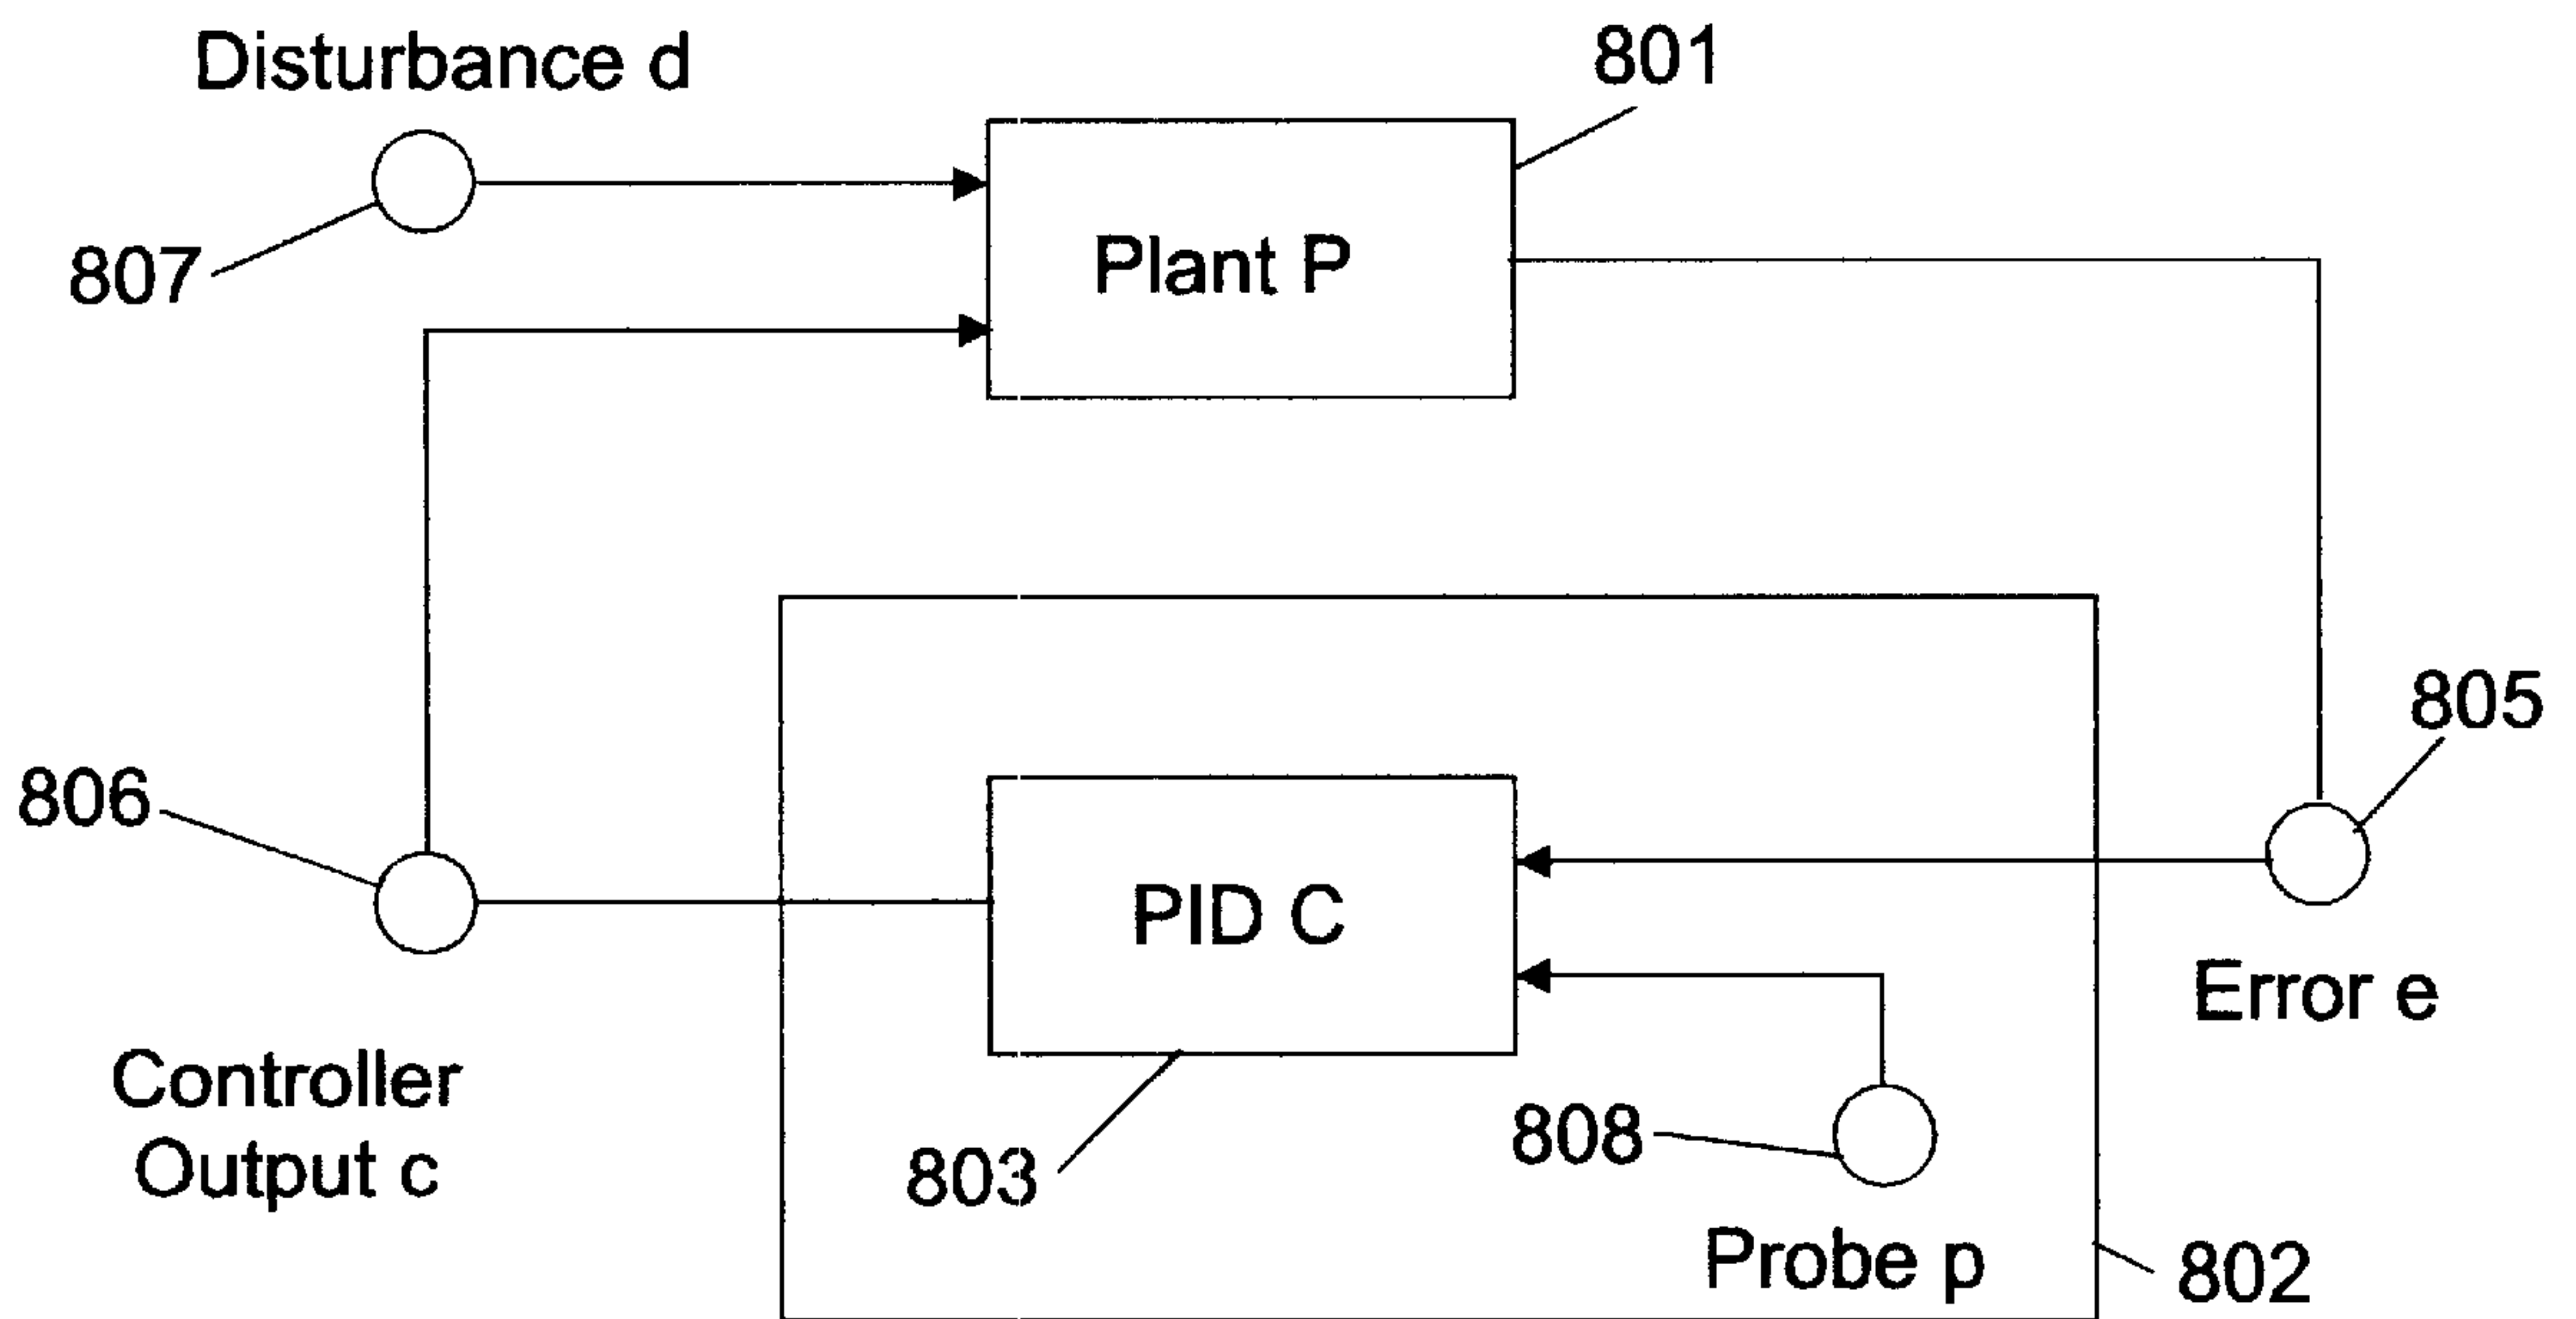 Disturbance d
801
807
Plant P
805
806
PID C
Error e
Controller
Output c
803
808
Probe p
802